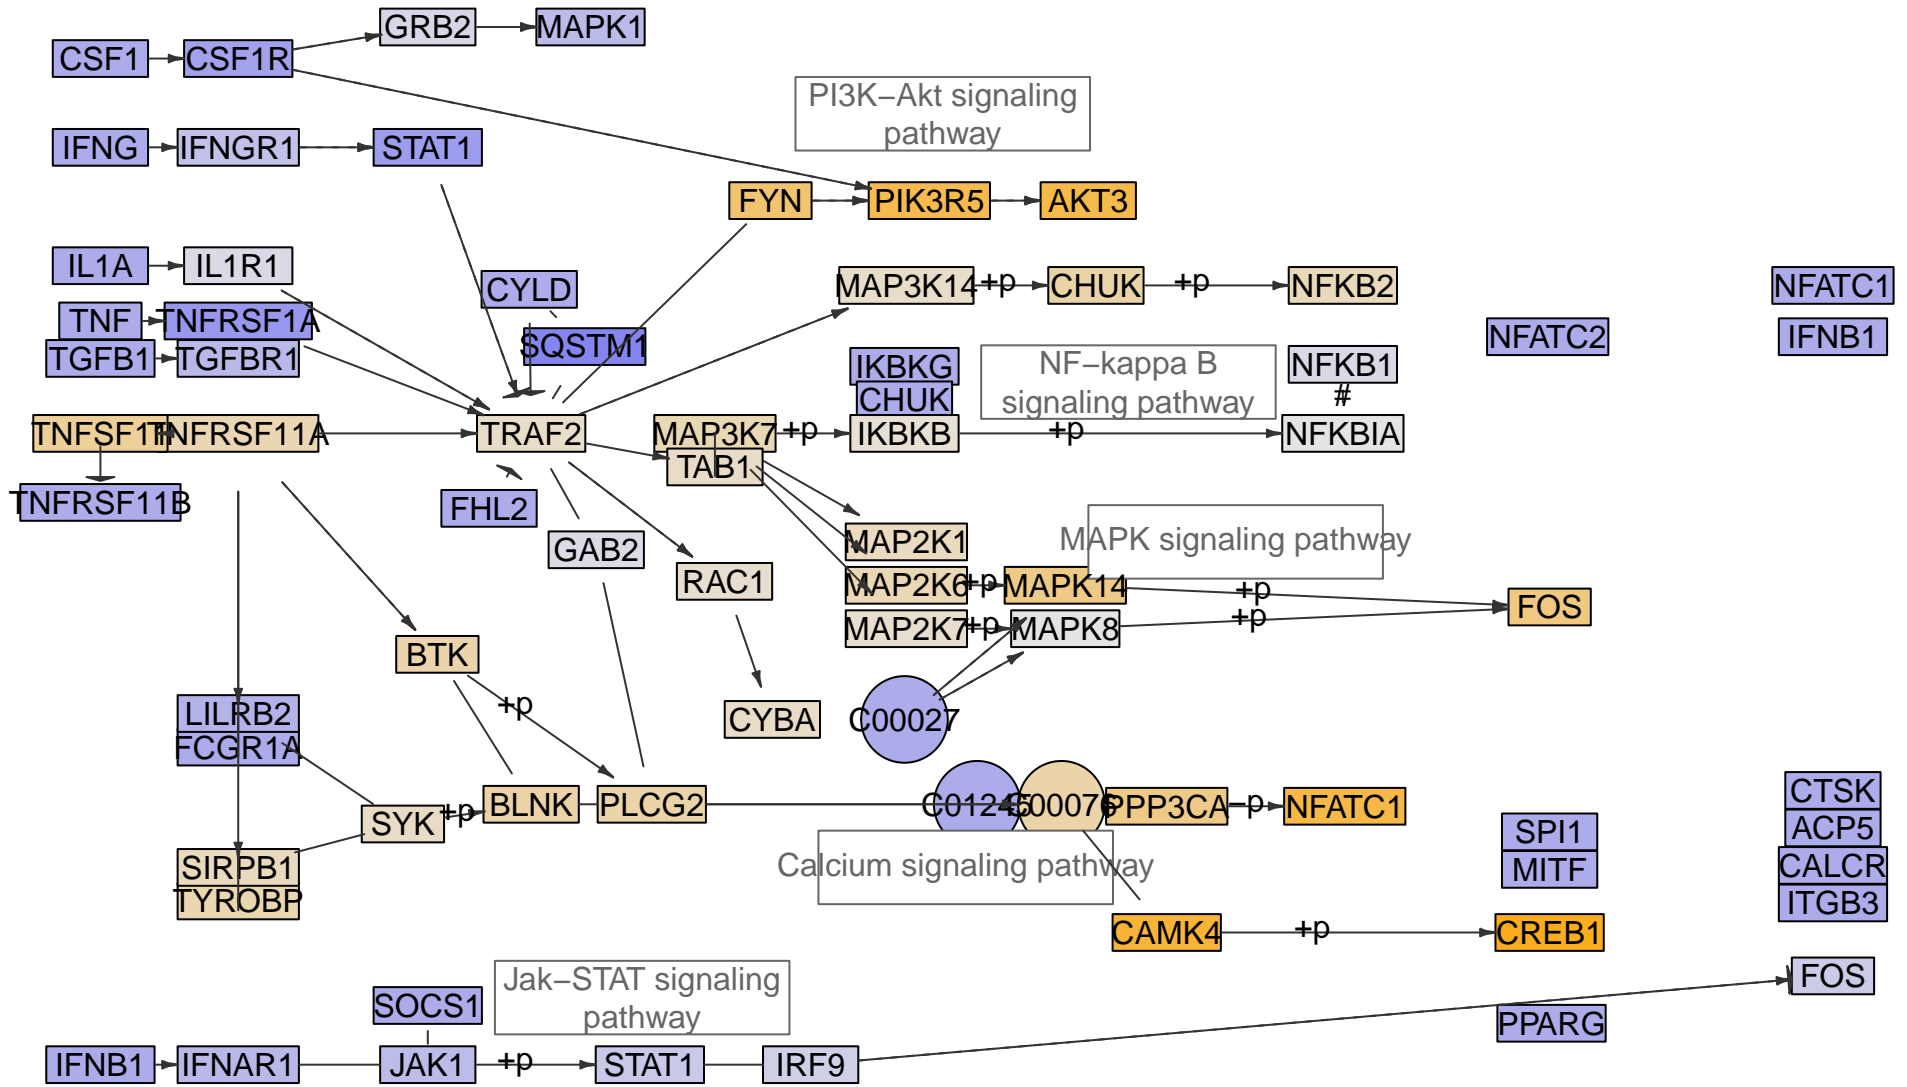 GRB2
MAPK1
CSF1
CSF1R
PI3K−Akt signaling
pathway
IFNG
IFNGR1
STAT1
FYN
PIK3R5
AKT3
IL1A
IL1R1
CYLD
MAP3K14
+p
CHUK
+p
NFKB2
NFATC1
TNF
TNFRSF1A
SQSTM1
NFATC2
IFNB1
TGFB1
TGFBR1
IKBKG
NF−kappa B
signaling pathway
NFKB1
CHUK
#
TNFRSF11A
TRAF2
MAP3K7
+p
IKBKB
+p
NFKBIA
TAB1
TNFRSF11B
FHL2
GAB2
MAP2K1
MAPK signaling pathway
RAC1
MAP2K6
+p
MAPK14
+p
FOS
MAP2K7
+p
MAPK8
+p
BTK
+p
LILRB2
FCGR1A
CYBA
C00027
SYK
+p
BLNK
PLCG2
C00076
PPP3CA
−p
NFATC1
CTSK
SPI1
ACP5
SIRPB1
Calcium signaling pathway
MITF
CALCR
TYROBP
ITGB3
CAMK4
+p
CREB1
Jak−STAT signaling
pathway
FOS
SOCS1
PPARG
IFNB1
IFNAR1
JAK1
+p
STAT1
IRF9